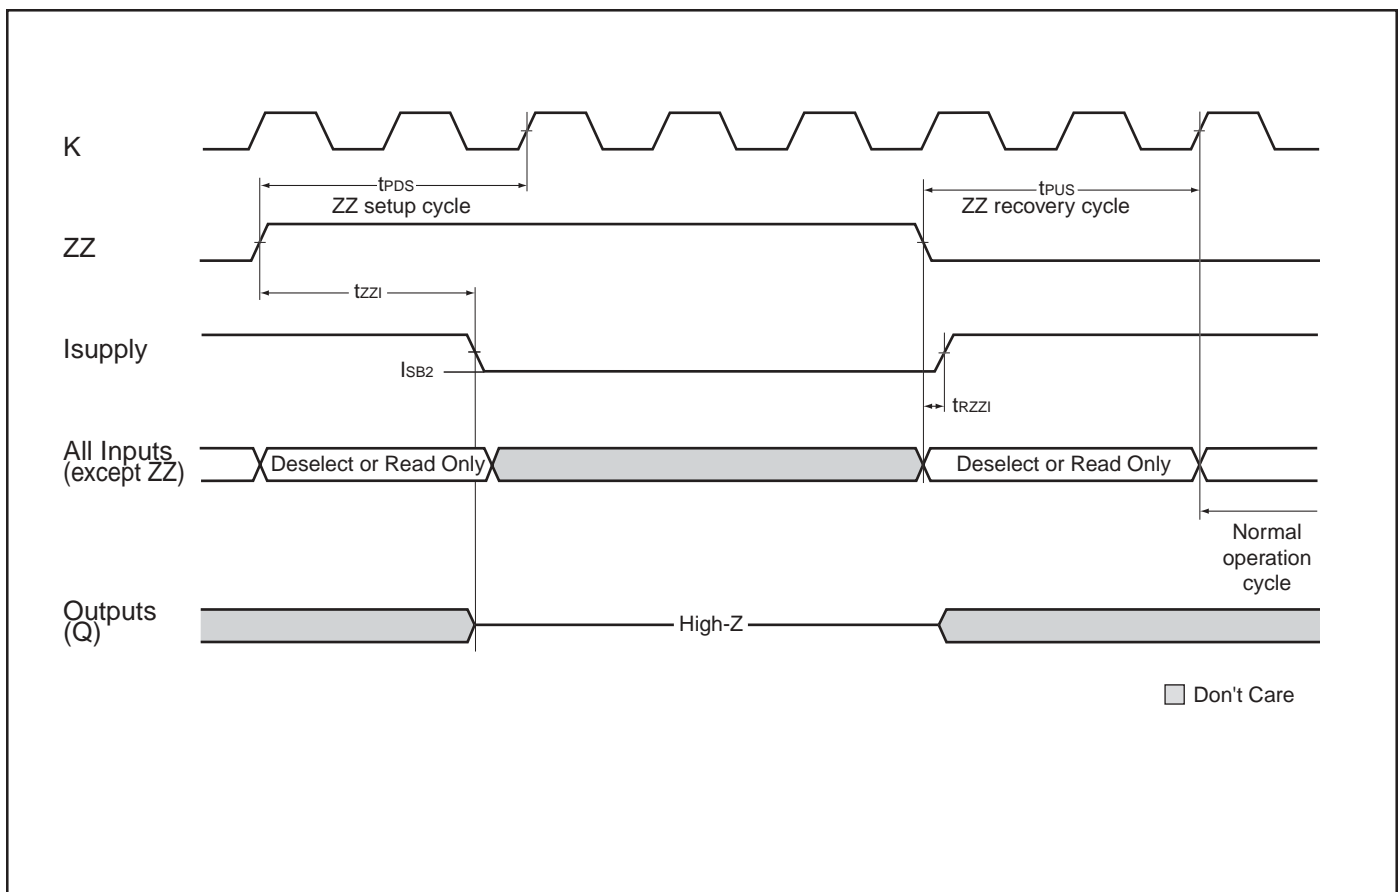 K
tPDS
ZZ setup cycle
tPUS
ZZ recovery cycle
ZZ
tZZI
Isupply
ISB2
tRZZI
All Inputs
(except ZZ)
Deselect or Read Only
Deselect or Read Only
Normal
operation
cycle
Outputs
(Q)
High-Z
Don't Care